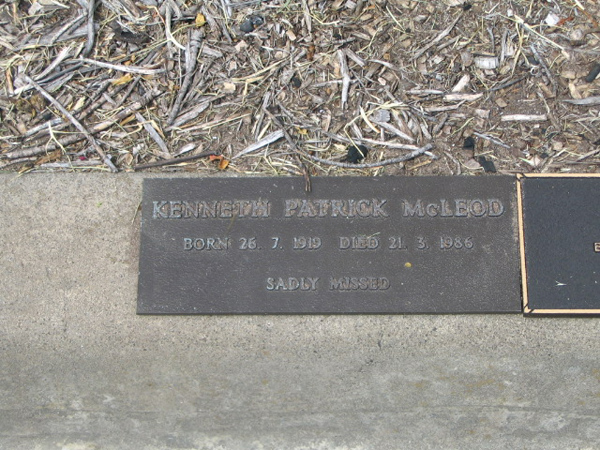 KENNETH PATRICK McLEOD
BORN 26. 7. 1919 DIED 21. 3. 1986
SADLY MISSED